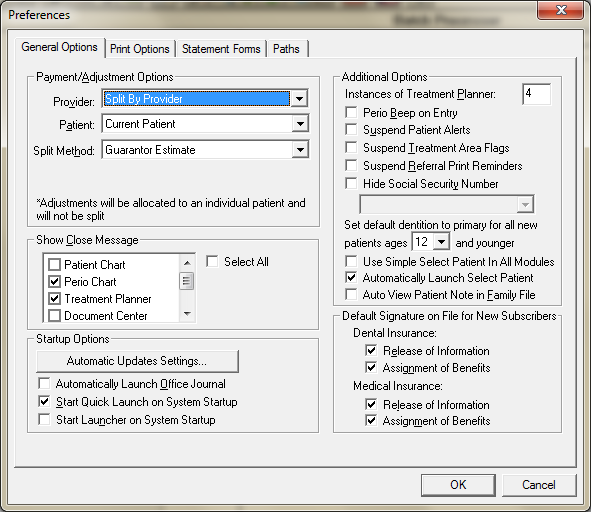 Preferences
Batch Processor
General Options
Print Options
Statement Forms
Paths
Payment/Adjustment Options
Provider:
Split By Provider
Patient:
Current Patient
Split Method:
Guarantor Estimate
*Adjustments will be allocated to an individual patient and
will not be split
Show Close Message
Patient Chart
Perio Chart
Treatment Planner
Document Center
Select All
Startup Options
Automatic Updates Settings...
Automatically Launch Office Journal
Start Quick Launch on System Startup
Start Launcher on System Startup
Additional Options
Instances of Treatment Planner:
4
Perio Beep on Entry
Suspend Patient Alerts
Suspend Treatment Area Flags
Suspend Referral Print Reminders
Hide Social Security Number
Set default dentition to primary for all new
patients ages 12 and younger
Use Simple Select Patient In All Modules
Automatically Launch Select Patient
Auto View Patient Note in Family File
Default Signature on File for New Subscribers
Dental Insurance:
Release of Information
Assignment of Benefits
Medical Insurance:
Release of Information
Assignment of Benefits
OK
Cancel